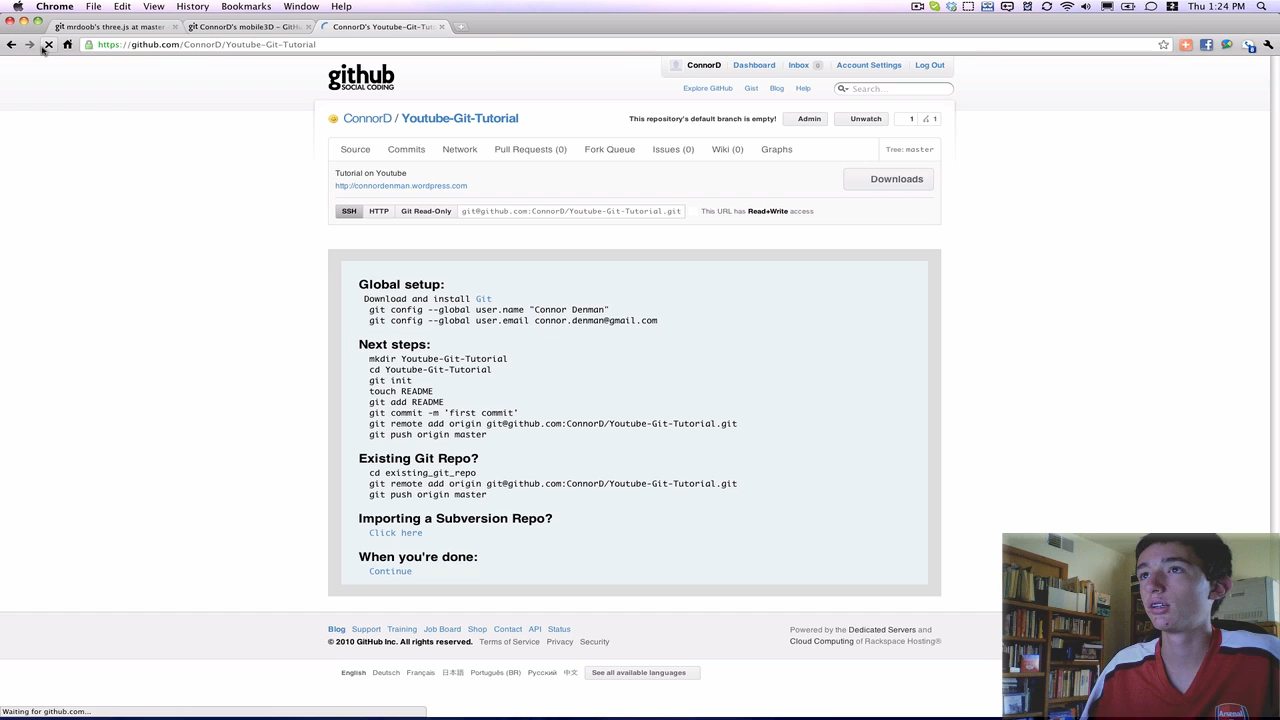 Chrome File Edit View History Bookmarks Window Help Thu 1:24 PM
git mrdoob's three.js at master
git ConnorD's mobile3D – GitHu
ConnorD's Youtube-Git-Tuto
https://github.com/ConnorD/Youtube-Git-Tutorial
github
SOCIAL CODING
ConnorD Dashboard Inbox 0 Account Settings Log Out
Explore GitHub Gist Blog Help Search...
ConnorD / Youtube-Git-Tutorial
This repository's default branch is empty! Admin Unwatch 1 1
Source Commits Network Pull Requests (0) Fork Queue Issues (0) Wiki (0) Graphs Tree: master
Tutorial on Youtube
http://connordenman.wordpress.com
Downloads
SSH HTTP Git Read-Only git@github.com:ConnorD/Youtube-Git-Tutorial.git This URL has Read+Write access
Global setup:
Download and install Git
git config --global user.name "Connor Denman"
git config --global user.email connor.denman@gmail.com
Next steps:
mkdir Youtube-Git-Tutorial
cd Youtube-Git-Tutorial
git init
touch README
git add README
git commit -m 'first commit'
git remote add origin git@github.com:ConnorD/Youtube-Git-Tutorial.git
git push origin master
Existing Git Repo?
cd existing_git_repo
git remote add origin git@github.com:ConnorD/Youtube-Git-Tutorial.git
git push origin master
Importing a Subversion Repo?
Click here
When you're done:
Continue
Blog Support Training Job Board Shop Contact API Status
© 2010 GitHub Inc. All rights reserved. Terms of Service Privacy Security
Powered by the Dedicated Servers and
Cloud Computing of Rackspace Hosting®
English Deutsch Français 日本語 Português (BR) Русский 中文 See all available languages
Waiting for github.com...
Arsenal